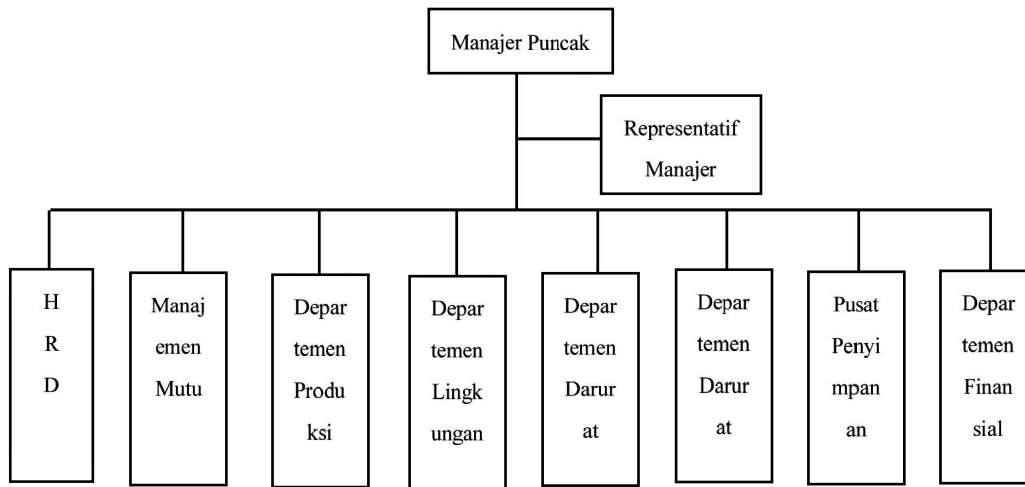 Manajer Puncak
Representatif
Manajer
H
R
D
Manaj
emen
Mutu
Depar
temen
Produ
ksi
Depar
temen
Lingk
ungan
Depar
temen
Darur
at
Depar
temen
Darur
at
Pusat
Penyi
mpan
an
Depar
temen
Finan
sial